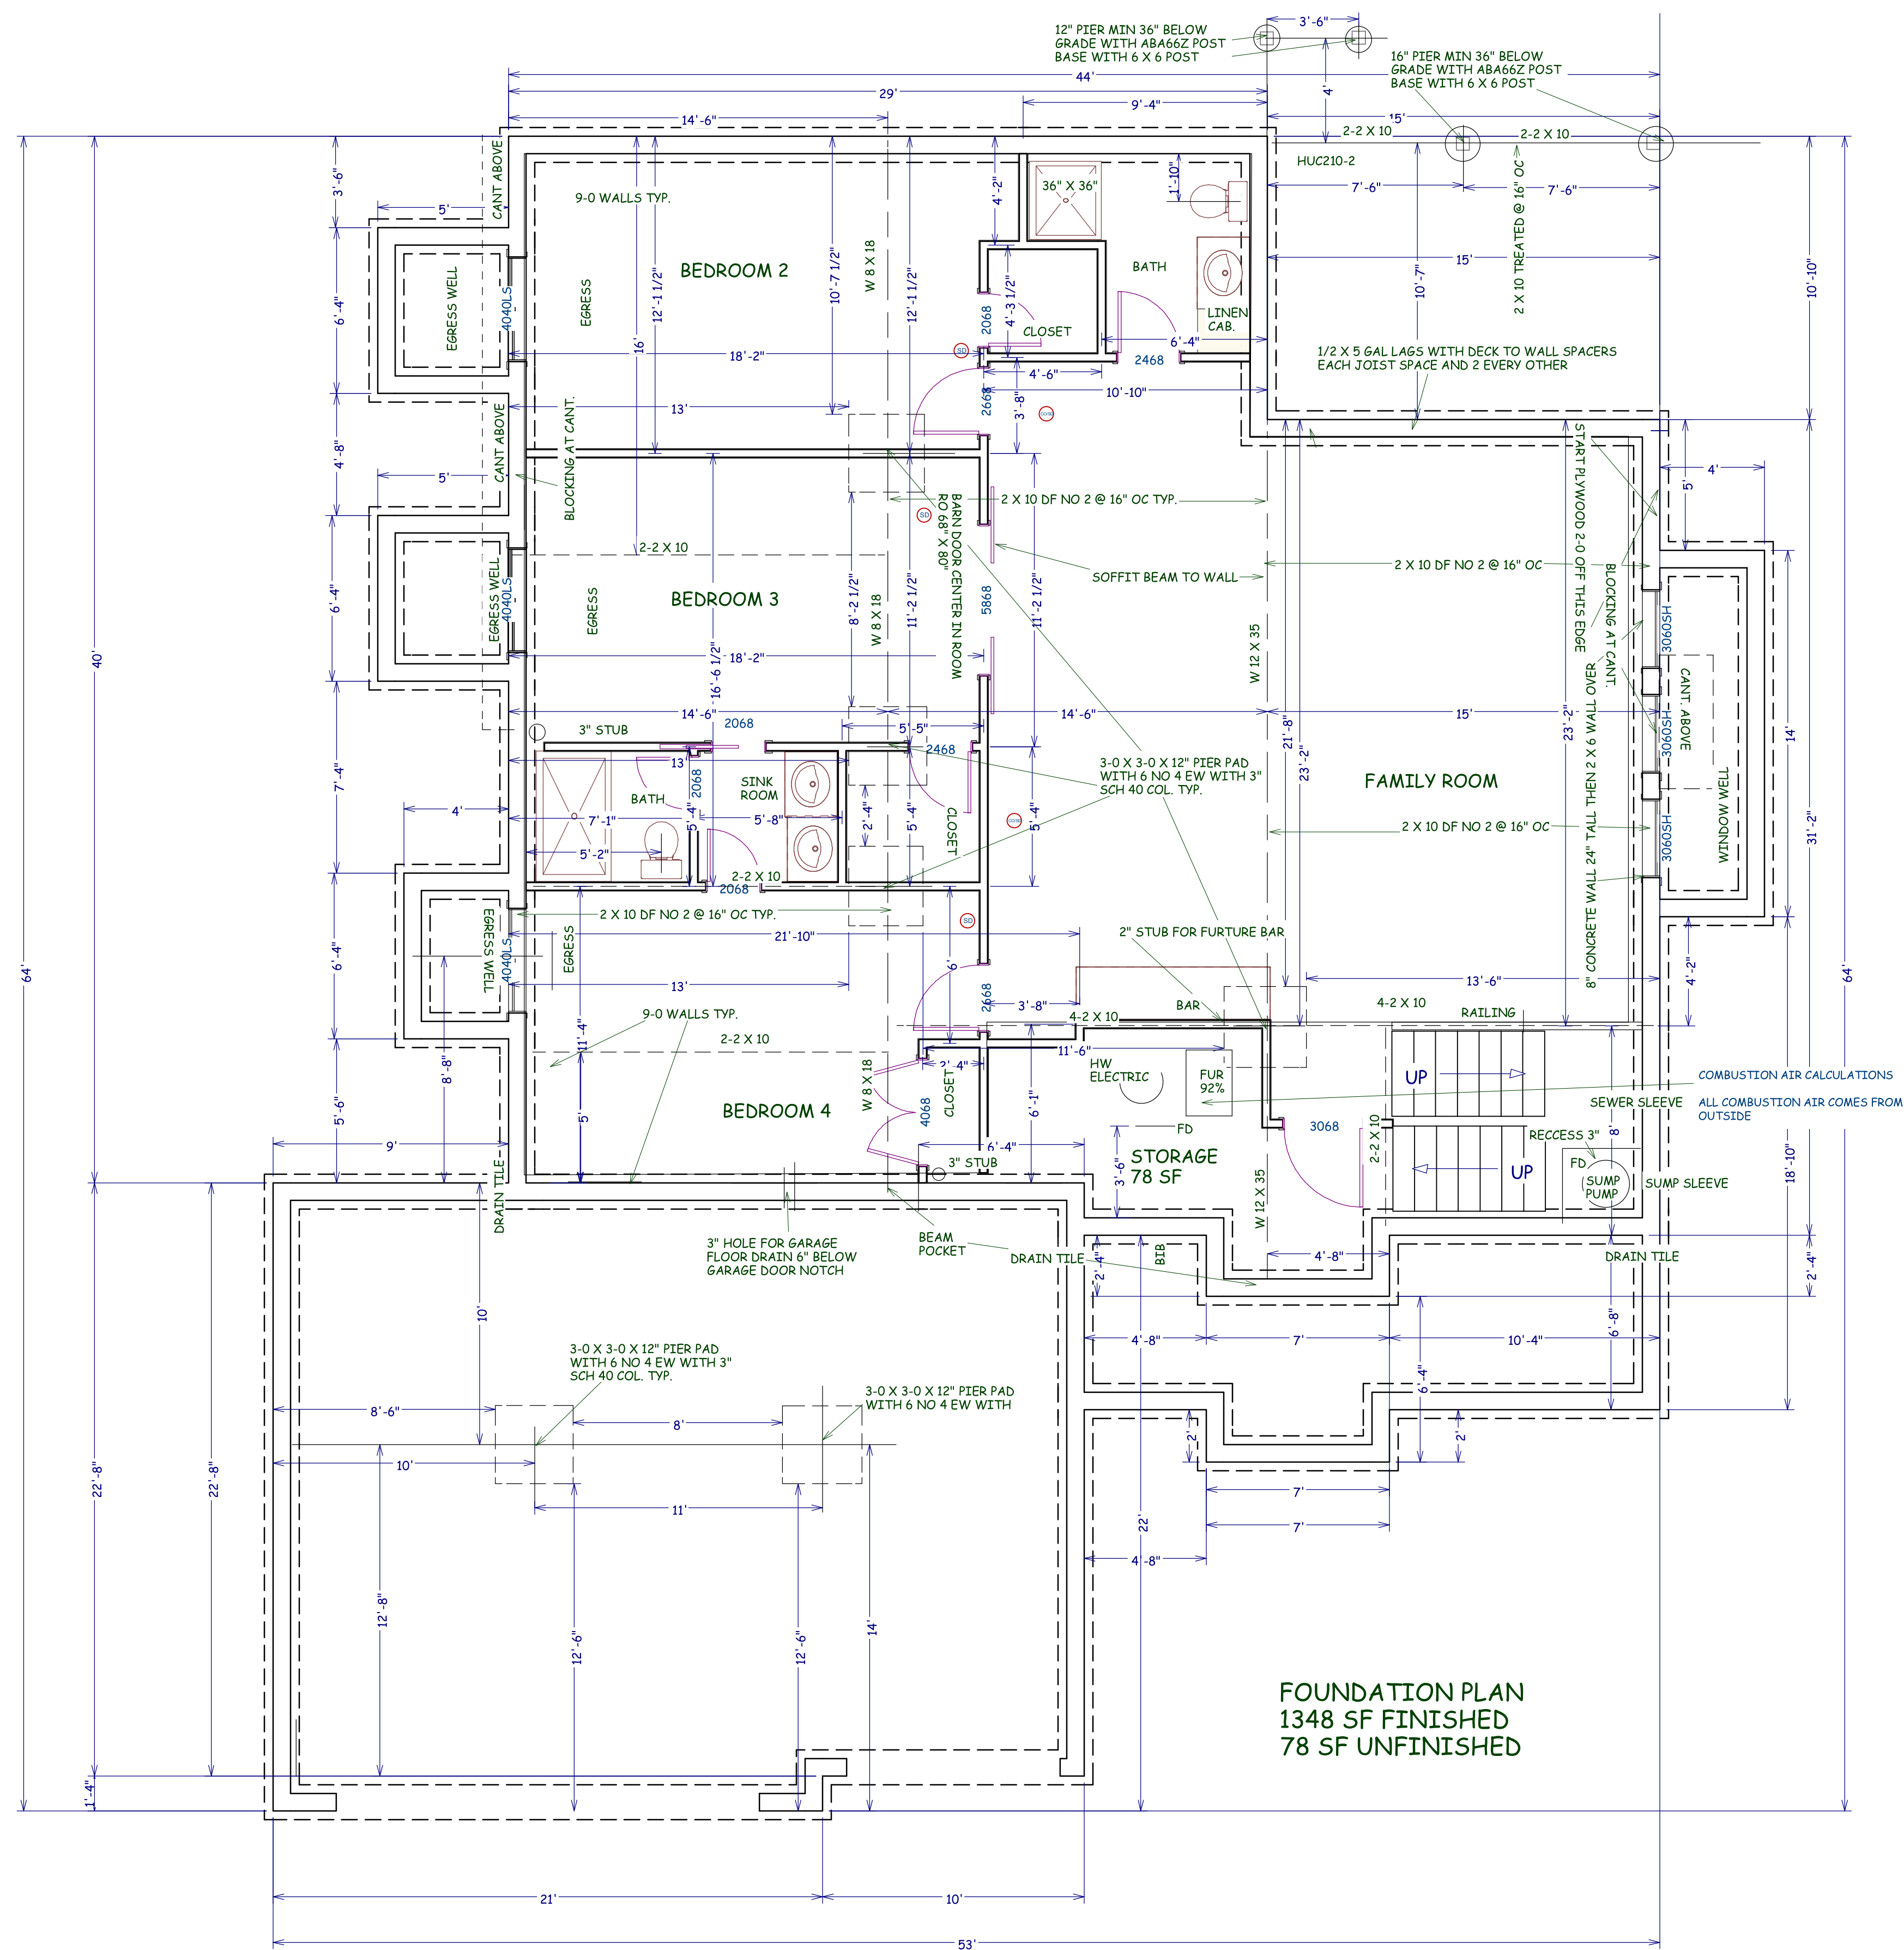 3'-6"
12" PIER MIN 36" BELOW
GRADE WITH ABA66Z POST
BASE WITH 6 X 6 POST
16" PIER MIN 36" BELOW
GRADE WITH ABA66Z POST
BASE WITH 6 X 6 POST
44'
4'
29'
9'-4"
14'-6"
15'
2-2 X 10
2-2 X 10
HUC210-2
CANT ABOVE
3'-6"
5'
9-0 WALLS TYP.
4'-2"
36" X 36"
1'-10"
7'-6"
7'-6"
2 X 10 TREATED @ 16" OC
15'
10'-7"
10'-10"
BEDROOM 2
W 8 X 18
10'-7 1/2"
12'-1 1/2"
12'-1 1/2"
16'
BATH
EGRESS WELL
EGRESS
4040LS
6'-4"
2068
4'-3 1/2"
CLOSET
LINEN
CAB.
6'-4"
18'-2"
SD
2468
1/2 X 5 GAL LAGS WITH DECK TO WALL SPACERS
EACH JOIST SPACE AND 2 EVERY OTHER
4'-6"
10'-10"
13'
2668
3'-8"
CO/SD
CANT ABOVE
BLOCKING AT CANT.
4'-8"
5'
START PLYWOOD 2-0 OFF THIS EDGE
5'
4'
2 X 10 DF NO 2 @ 16" OC TYP.
BARN DOOR CENTER IN ROOM
RO 68" X 80"
SD
2-2 X 10
SOFFIT BEAM TO WALL
2 X 10 DF NO 2 @ 16" OC
BLOCKING AT CANT.
EGRESS WELL
4040LS
EGRESS
6'-4"
BEDROOM 3
8'-2 1/2"
W 8 X 18
11'-2 1/2"
5868
11'-2 1/2"
W 12 X 35
3060SH
40'
18'-2"
16'-6 1/2"
CANT. ABOVE
14'-6"
2068
14'-6"
15'
3" STUB
5'-5"
2468
3060SH
14'
21'-8"
23'-2"
23'-2"
13'
7'-4"
2068
BATH
SINK
ROOM
3-0 X 3-0 X 12" PIER PAD
WITH 6 NO 4 EW WITH 3"
SCH 40 COL. TYP.
FAMILY ROOM
8" CONCRETE WALL 24" TALL THEN 2 X 6 WALL OVER
WINDOW WELL
4'
7'-1"
5'-4"
5'-8"
2'-4"
5'-4"
CLOSET
CO/SD
5'-4"
2 X 10 DF NO 2 @ 16" OC
3060SH
31'-2"
5'-2"
2-2 X 10
2068
2 X 10 DF NO 2 @ 16" OC TYP.
SD
21'-10"
2" STUB FOR FURTURE BAR
EGRESS WELL
4040LS
EGRESS
6'-4"
6'
4'-2"
64'
64'
13'
2668
3'-8"
13'-6"
BAR
4-2 X 10
9-0 WALLS TYP.
4-2 X 10
RAILING
11'-4"
2-2 X 10
11'-6"
8'-8"
W 8 X 18
CLOSET
HW
ELECTRIC
FUR
92%
UP
COMBUSTION AIR CALCULATIONS
SEWER SLEEVE
ALL COMBUSTION AIR COMES FROM
OUTSIDE
5'-6"
5'
BEDROOM 4
4068
6'-1"
FD
3068
2-2 X 10
8'
RECCESS 3"
9'
6'-4"
3" STUB
3'-6"
STORAGE
78 SF
UP
FD
SUMP
PUMP
SUMP SLEEVE
18'-10"
DRAIN TILE
W 12 X 35
3" HOLE FOR GARAGE
FLOOR DRAIN 6" BELOW
GARAGE DOOR NOTCH
BEAM
POCKET
DRAIN TILE
2'-4"
BIB
4'-8"
DRAIN TILE
2'-4"
10'
4'-8"
7'
10'-4"
6'-8"
3-0 X 3-0 X 12" PIER PAD
WITH 6 NO 4 EW WITH 3"
SCH 40 COL. TYP.
3-0 X 3-0 X 12" PIER PAD
WITH 6 NO 4 EW WITH
6'-4"
8'-6"
8'
2'
2'
10'
22'-8"
22'-8"
11'
7'
22'
7'
4'-8"
12'-8"
12'-6"
12'-6"
14'
FOUNDATION PLAN
1348 SF FINISHED
78 SF UNFINISHED
1'-4"
21'
10'
53'